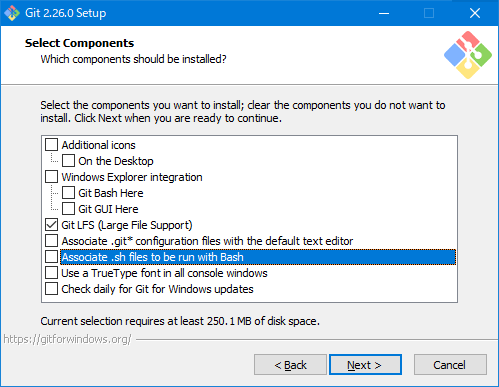 Git 2.26.0 Setup
Select Components
Which components should be installed?
Select the components you want to install; clear the components you do not want to
install. Click Next when you are ready to continue.
Additional icons
On the Desktop
Windows Explorer integration
Git Bash Here
Git GUI Here
Git LFS (Large File Support)
Associate .git* configuration files with the default text editor
Associate .sh files to be run with Bash
Use a TrueType font in all console windows
Check daily for Git for Windows updates
Current selection requires at least 250.1 MB of disk space.
https://gitforwindows.org/
< Back
Next >
Cancel